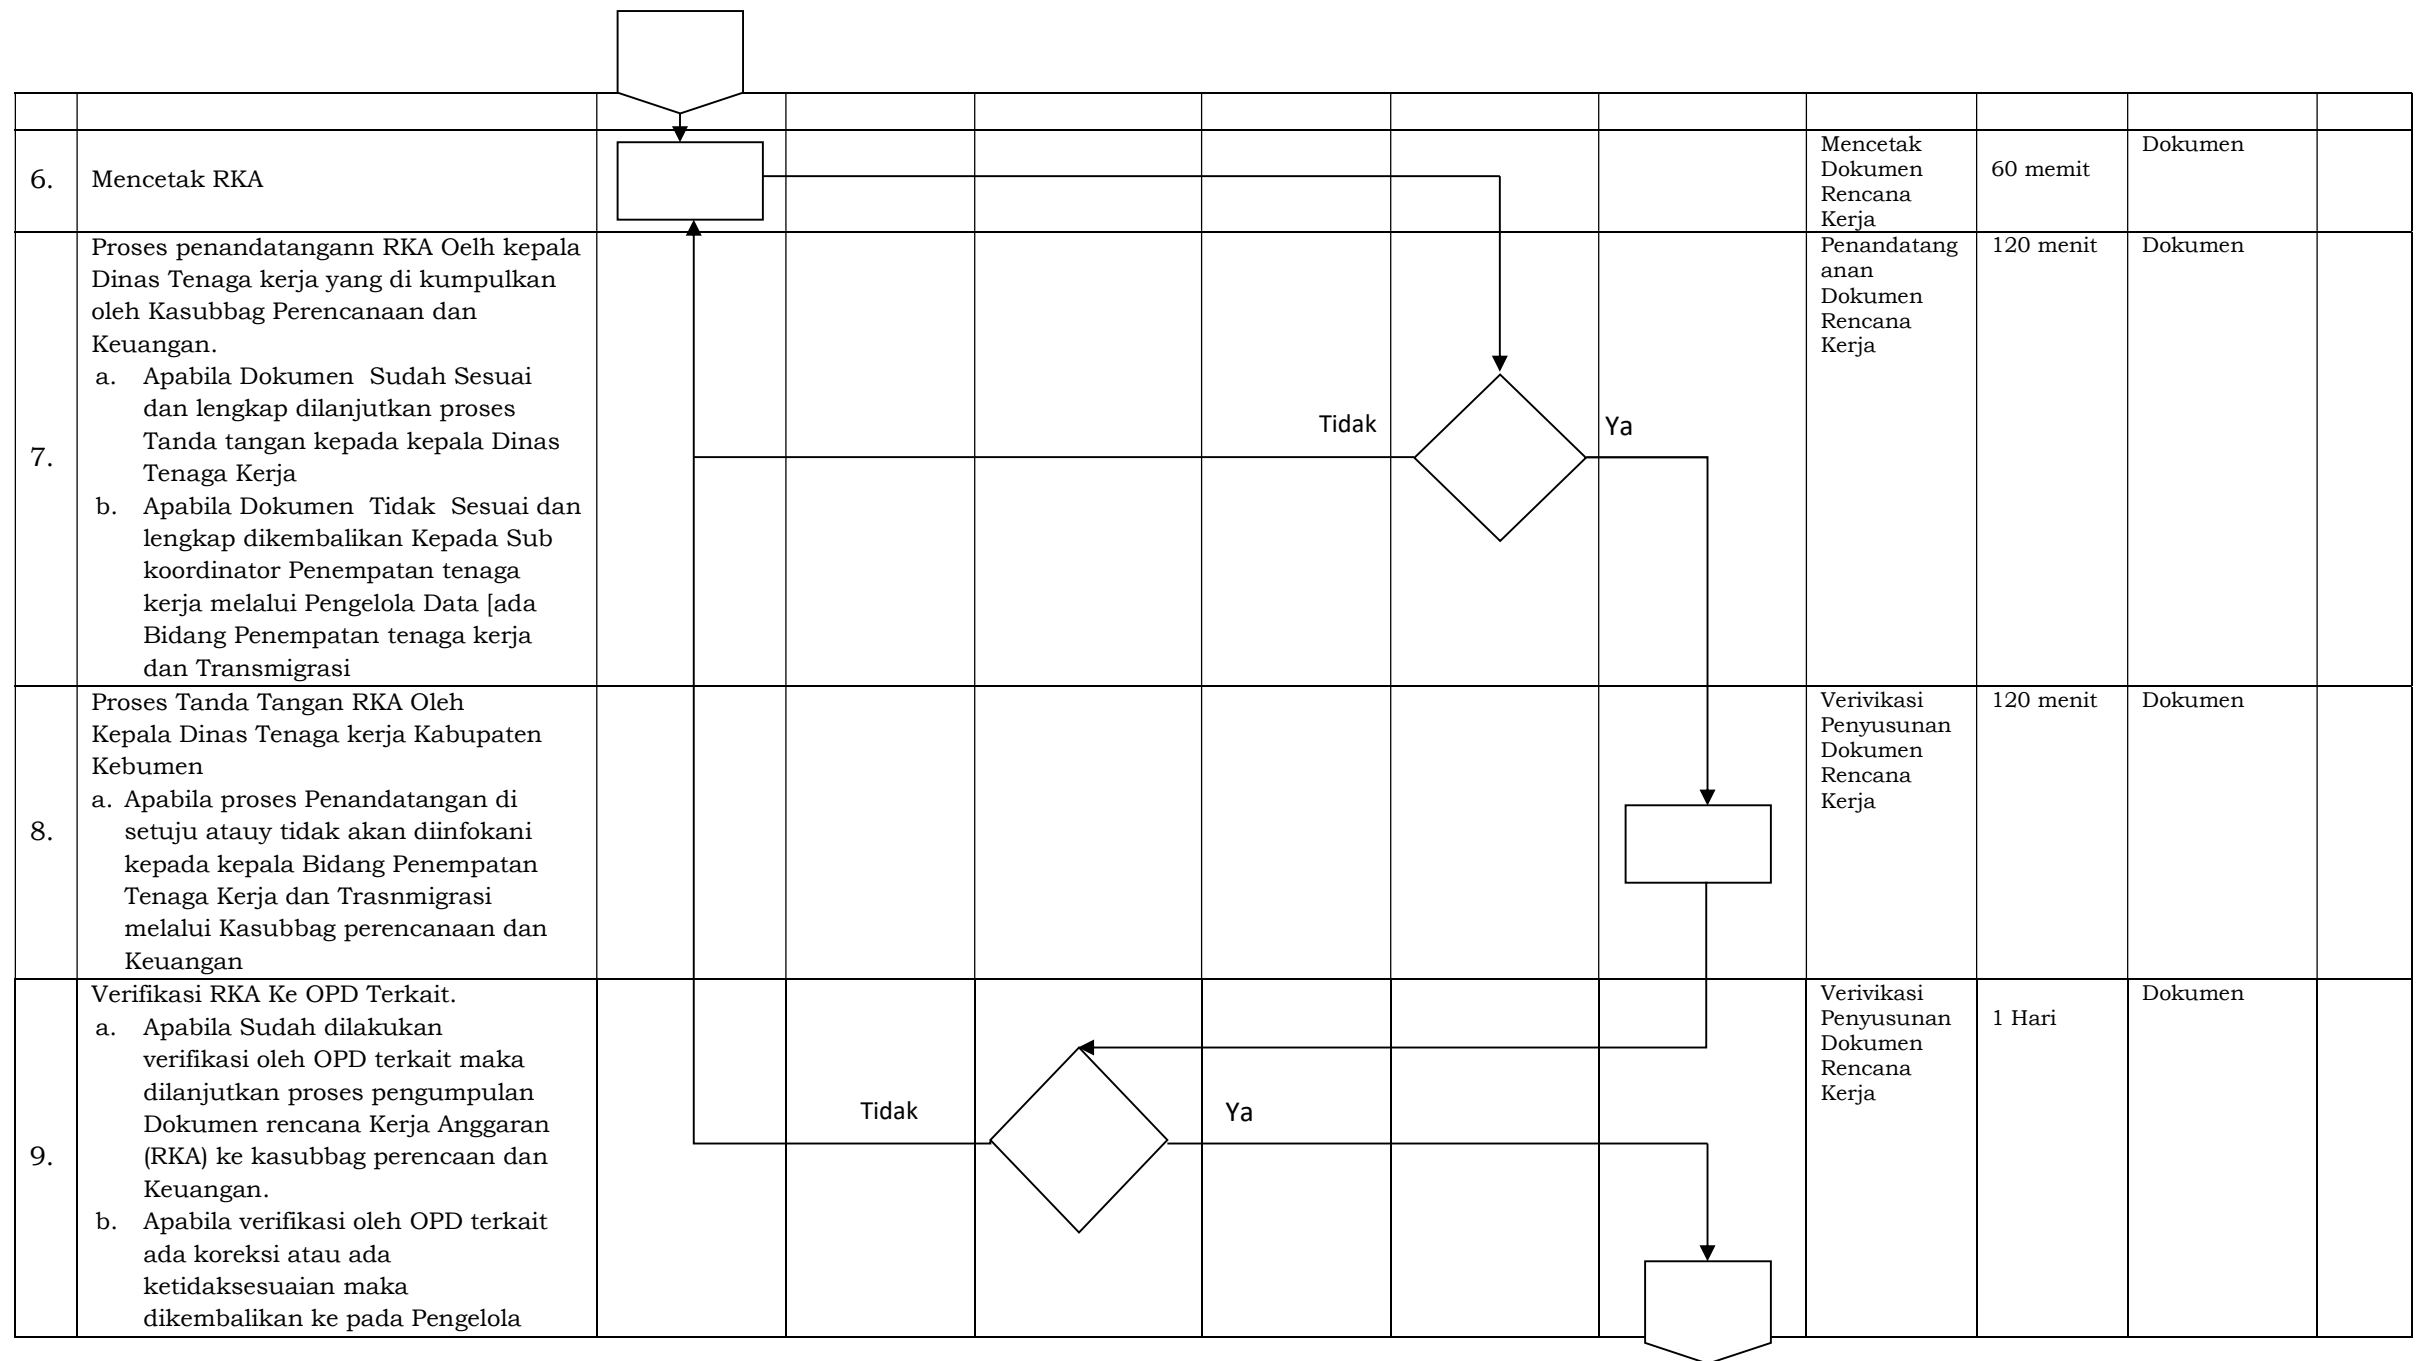 6.
Mencetak RKA
Mencetak
Dokumen
Rencana
Kerja
60 memit
Dokumen
7.
Proses penandatangann RKA Oelh kepala
Dinas Tenaga kerja yang di kumpulkan
oleh Kasubbag Perencanaan dan
Keuangan.
a. Apabila Dokumen Sudah Sesuai
dan lengkap dilanjutkan proses
Tanda tangan kepada kepala Dinas
Tenaga Kerja
b. Apabila Dokumen Tidak Sesuai dan
lengkap dikembalikan Kepada Sub
koordinator Penempatan tenaga
kerja melalui Pengelola Data [ada
Bidang Penempatan tenaga kerja
dan Transmigrasi
Tidak
Ya
Penandatang
anan
Dokumen
Rencana
Kerja
120 menit
Dokumen
8.
Proses Tanda Tangan RKA Oleh
Kepala Dinas Tenaga kerja Kabupaten
Kebumen
a. Apabila proses Penandatangan di
setuju atauy tidak akan diinfokani
kepada kepala Bidang Penempatan
Tenaga Kerja dan Trasnmigrasi
melalui Kasubbag perencanaan dan
Keuangan
Verivikasi
Penyusunan
Dokumen
Rencana
Kerja
120 menit
Dokumen
9.
Verifikasi RKA Ke OPD Terkait.
a. Apabila Sudah dilakukan
verifikasi oleh OPD terkait maka
dilanjutkan proses pengumpulan
Dokumen rencana Kerja Anggaran
(RKA) ke kasubbag perencaan dan
Keuangan.
b. Apabila verifikasi oleh OPD terkait
ada koreksi atau ada
ketidaksesuaian maka
dikembalikan ke pada Pengelola
Tidak
Ya
Verivikasi
Penyusunan
Dokumen
Rencana
Kerja
1 Hari
Dokumen